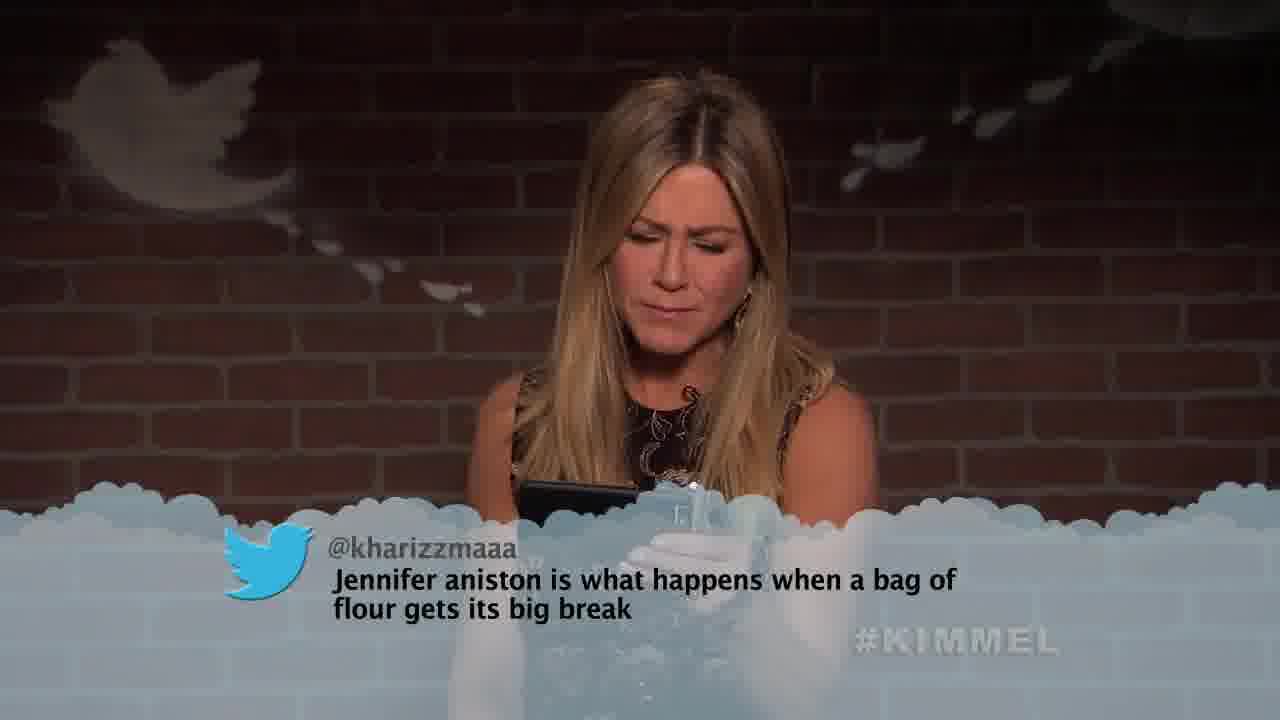 @kharizzmaaa
Jennifer aniston is what happens when a bag of
flour gets its big break
#KIMMEL